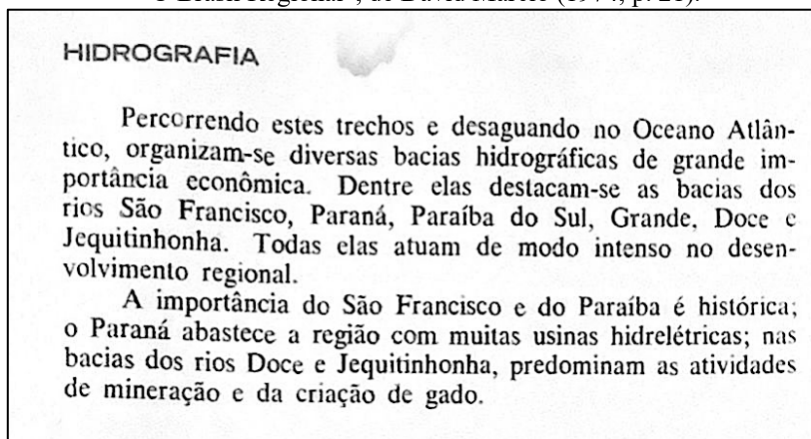 HIDROGRAFIA
Percorrendo estes trechos e desaguando no Oceano Atlân-
tico, organizam-se diversas bacias hidrográficas de grande im-
portância econômica. Dentre elas destacam-se as bacias dos
rios São Francisco, Paraná, Paraíba do Sul, Grande, Doce e
Jequitinhonha. Todas elas atuam de modo intenso no desen-
volvimento regional.
A importância do São Francisco e do Paraíba é histórica;
o Paraná abastece a região com muitas usinas hidrelétricas; nas
bacias dos rios Doce e Jequitinhonha, predominam as atividades
de mineração e da criação de gado.